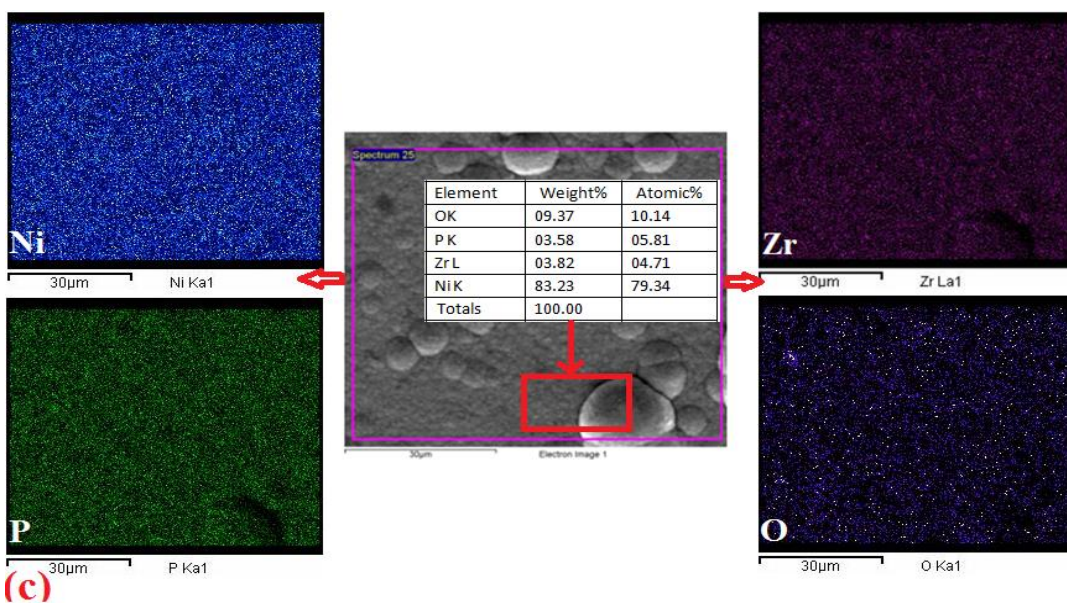 Ni
30μm Ni Ka1
P
30μm P Ka1
(c)
Spectrum 25
Element Weight% Atomic%
O K 09.37 10.14
P K 03.58 05.81
Zr L 03.82 04.71
Ni K 83.23 79.34
Totals 100.00
30μm Electron Image 1
Zr
30μm Zr La1
O
30μm O Ka1